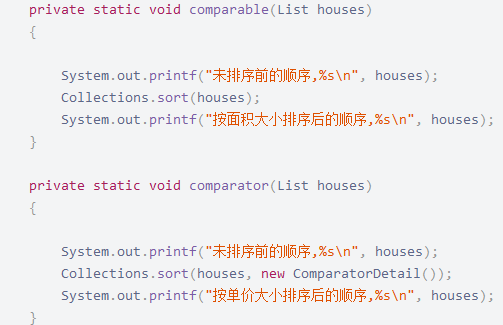 private static void comparable(List houses)
{
System.out.printf("未排序前的顺序,%s\n", houses);
Collections.sort(houses);
System.out.printf("按面积大小排序后的顺序,%s\n", houses);
}
private static void comparator(List houses)
{
System.out.printf("未排序前的顺序,%s\n", houses);
Collections.sort(houses, new ComparatorDetail());
System.out.printf("按单价大小排序后的顺序,%s\n", houses);
}